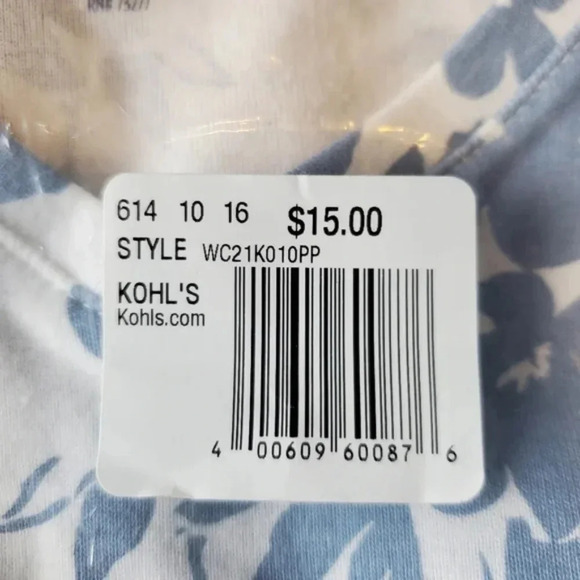 614 10 16 $15.00
STYLE WC21K010PP
KOHL'S
Kohls.com
4 00609 60087 6